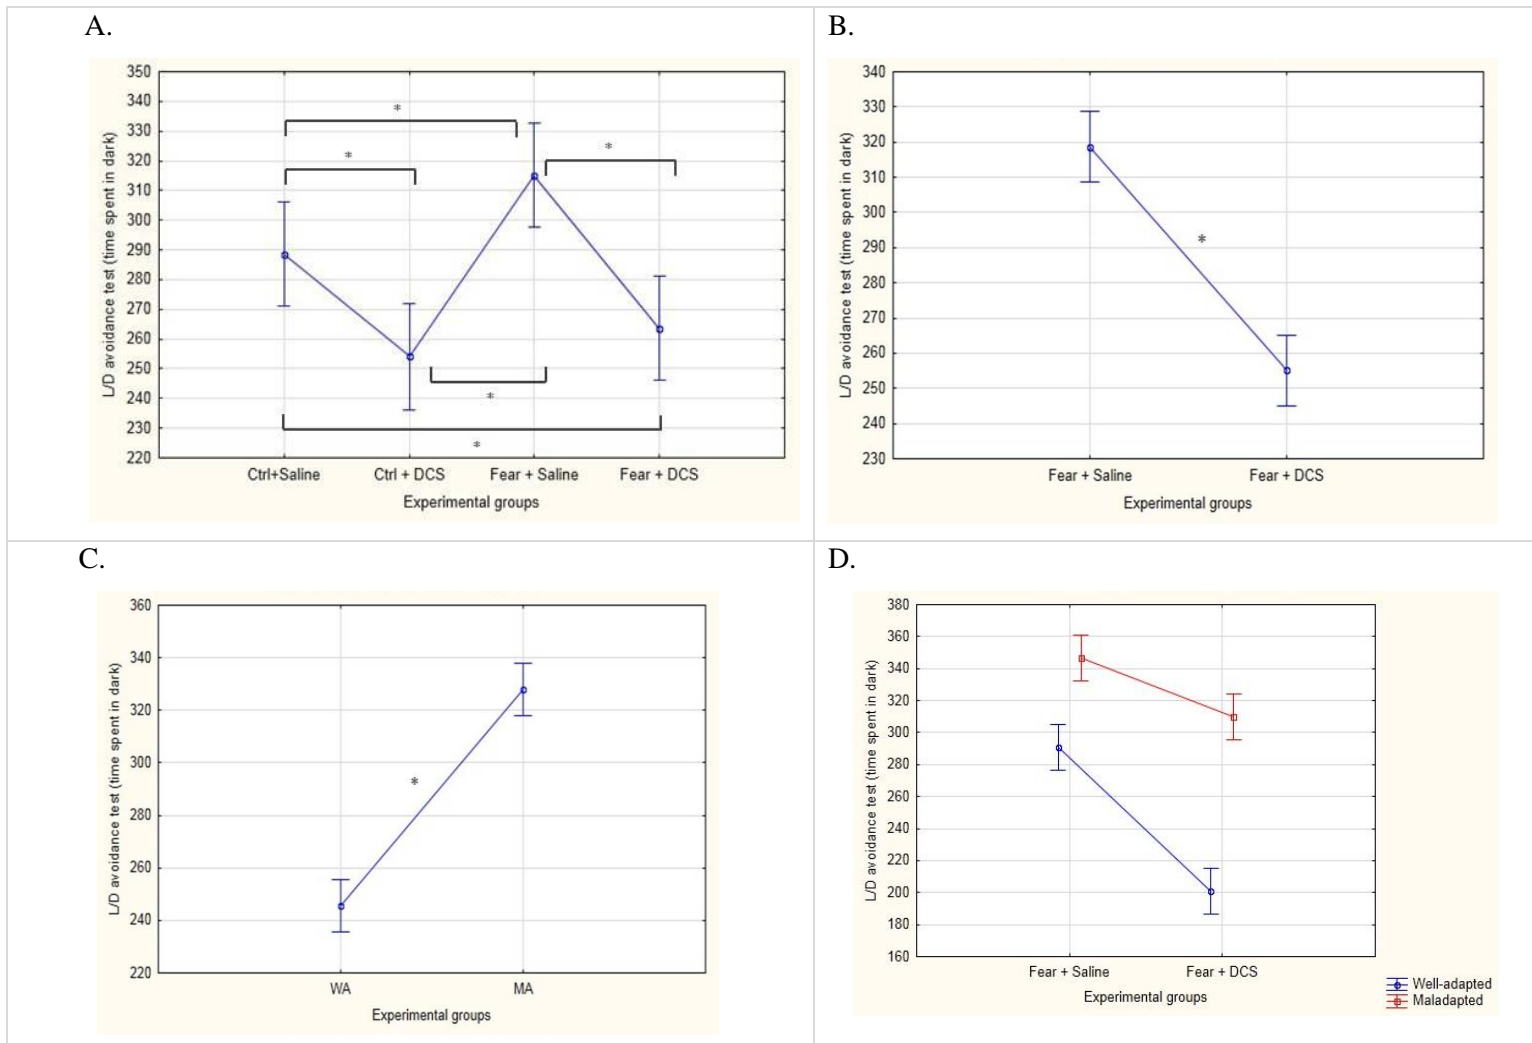 A.
L/D avoidance test (time spent in dark)
350
340
330
320
310
300
290
280
270
260
250
240
230
220
*
*
*
*
*
Ctrl+Saline Ctrl + DCS Fear + Saline Fear + DCS
Experimental groups
B.
L/D avoidance test (time spent in dark)
340
330
320
310
300
290
280
270
260
250
240
230
*
Fear + Saline Fear + DCS
Experimental groups
C.
L/D avoidance test (time spent in dark)
360
340
320
300
280
260
240
220
*
WA MA
Experimental groups
D.
L/D avoidance test (time spent in dark)
380
360
340
320
300
280
260
240
220
200
180
160
Fear + Saline Fear + DCS
Experimental groups
Well-adapted
Maladapted